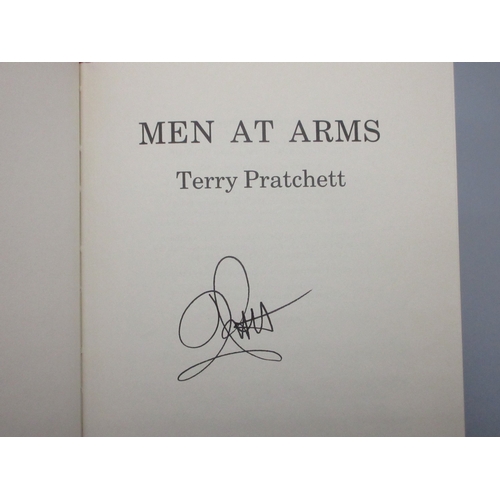 MEN AT ARMS
Terry Pratchett